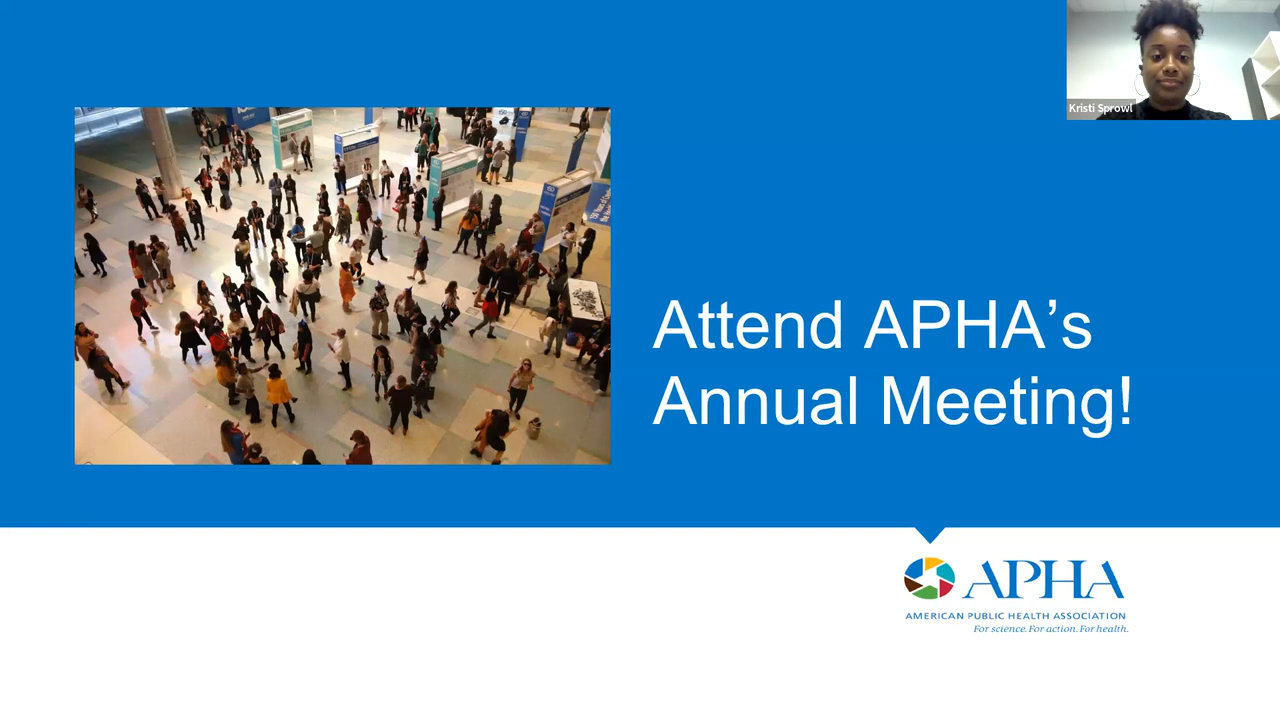 Kristi Sprowl
Attend APHA’s
Annual Meeting!
APHA
AMERICAN PUBLIC HEALTH ASSOCIATION
For science. For action. For health.